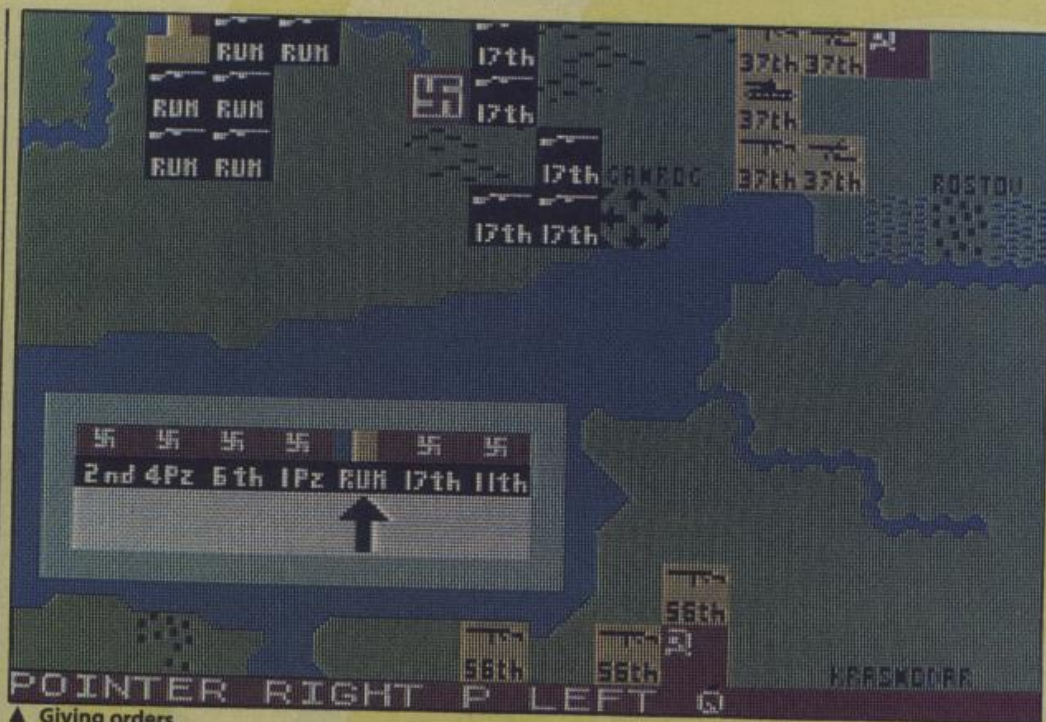 RUM RUM 17th 37th 37th
RUM RUM 17th 37th
RUM RUM 17th 37th 37th
ROSTOV
17th 17th
2nd 4Pz 6th 1Pz RUM 17th 11th
56th
56th 56th
KRASNODAR
POINTER RIGHT P LEFT Q
Giving orders